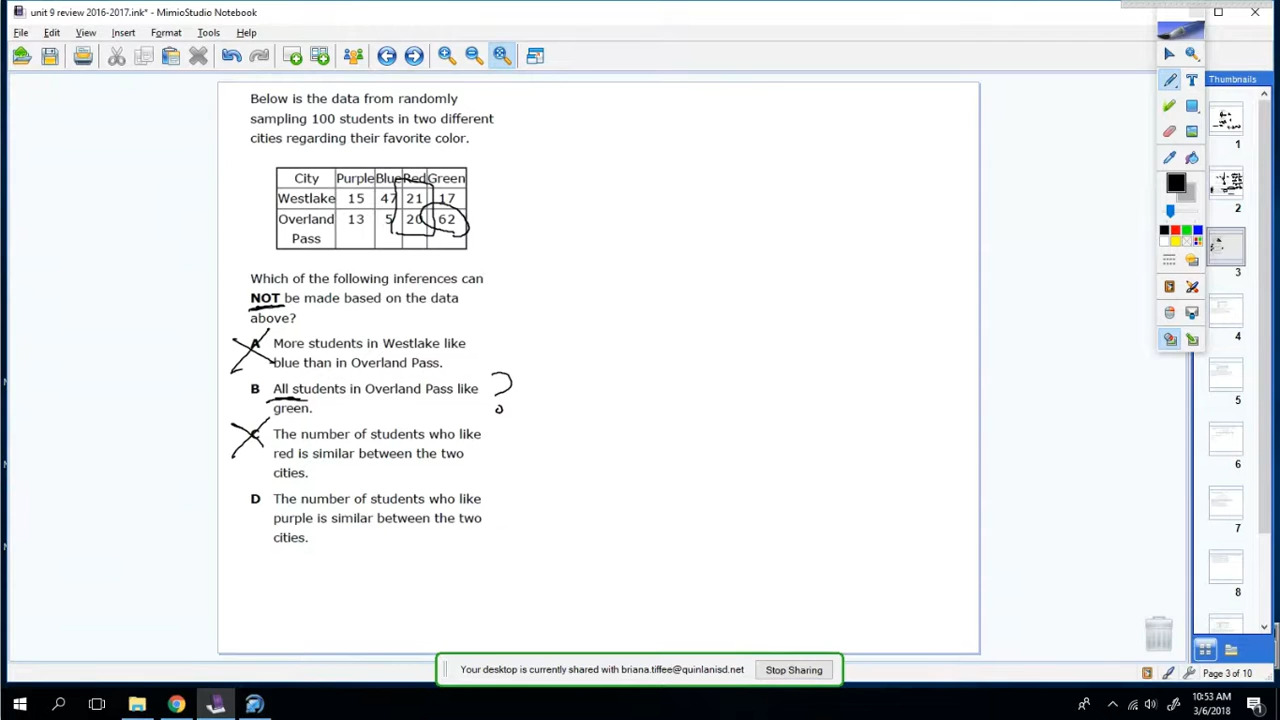 unit 9 review 2016-2017.ink* - MimioStudio Notebook
File Edit View Insert Format Tools Help
Thumbnails
Below is the data from randomly
sampling 100 students in two different
cities regarding their favorite color.
City Purple Blue Red Green
Westlake 15 47 21 17
Overland 13 5 20 62
Pass
Which of the following inferences can
NOT be made based on the data
above?
A More students in Westlake like
blue than in Overland Pass.
B All students in Overland Pass like
green.
?
C The number of students who like
red is similar between the two
cities.
D The number of students who like
purple is similar between the two
cities.
1
2
3
4
5
6
7
8
Your desktop is currently shared with briana.tiffee@quinlanisd.net Stop Sharing
Page 3 of 10
10:53 AM
3/6/2018
1